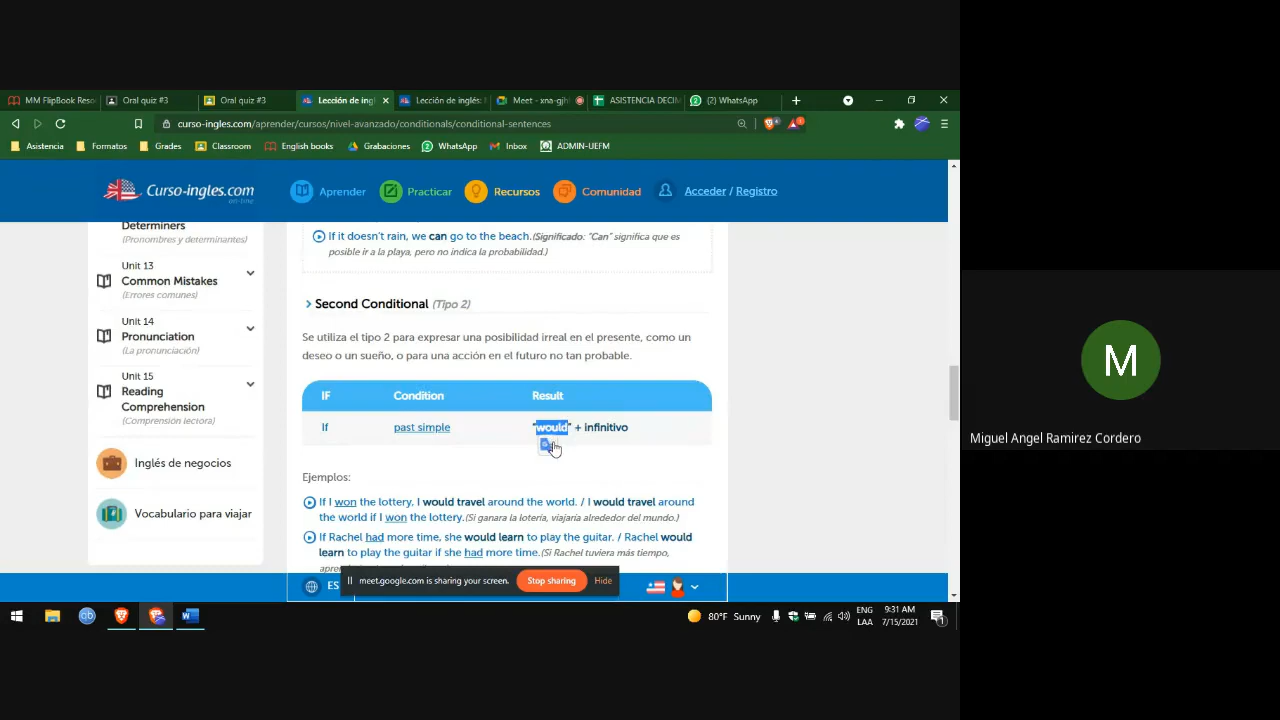 MM FlipBook Reso
Oral quiz #3
Oral quiz #3
Lección de ingl
Lección de inglés:
Meet - xna-gjh
ASISTENCIA DECIM
(2) WhatsApp
curso-ingles.com/aprender/cursos/nivel-avanzado/conditionals/conditional-sentences
Asistencia
Formatos
Grades
Classroom
English books
Grabaciones
WhatsApp
Inbox
ADMIN-UEFM
Curso-ingles.com
on-line
Aprender
Practicar
Recursos
Comunidad
Acceder / Registro
Determiners
(Pronombres y determinantes)
Unit 13
Common Mistakes
(Errores comunes)
Unit 14
Pronunciation
(La pronunciación)
Unit 15
Reading
Comprehension
(Comprensión lectora)
Inglés de negocios
Vocabulario para viajar
If it doesn't rain, we can go to the beach.(Significado: "Can" significa que es
posible ir a la playa, pero no indica la probabilidad.)
Second Conditional (Tipo 2)
Se utiliza el tipo 2 para expresar una posibilidad irreal en el presente, como un
deseo o un sueño, o para una acción en el futuro no tan probable.
IF Condition Result
If past simple "would" + infinitivo
Ejemplos:
If I won the lottery, I would travel around the world. / I would travel around
the world if I won the lottery.(Si ganara la lotería, viajaría alrededor del mundo.)
If Rachel had more time, she would learn to play the guitar. / Rachel would
learn to play the guitar if she had more time.(Si Rachel tuviera más tiempo,
ES
meet.google.com is sharing your screen.
Stop sharing
Hide
80°F Sunny
ENG
LAA
9:31 AM
7/15/2021
1
M
Miguel Angel Ramirez Cordero